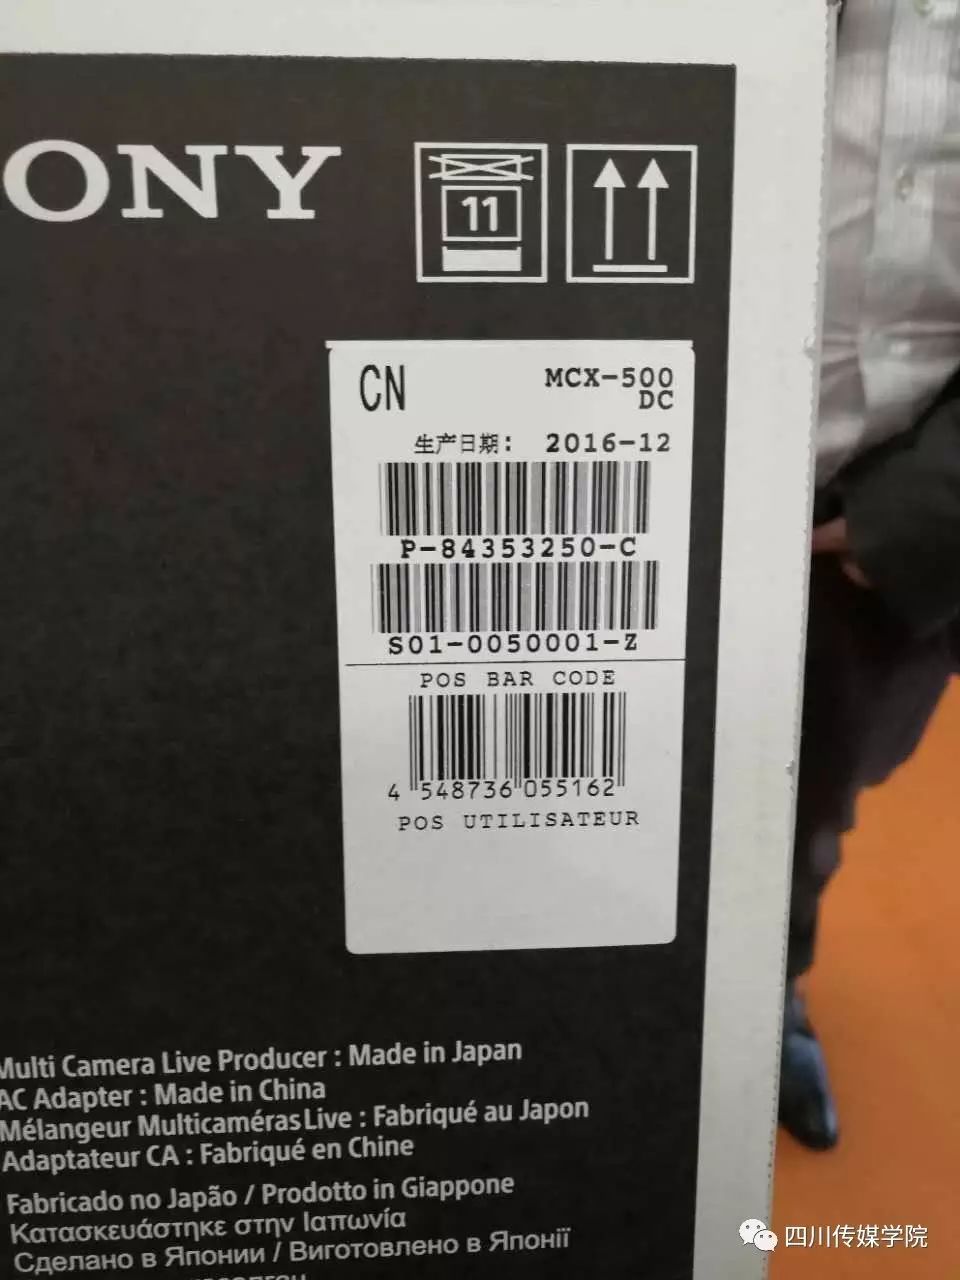 ONY
11
CN
MCX-500
DC
生产日期: 2016-12
P-84353250-C
S01-0050001-Z
POS BAR CODE
4 548736 055162
POS UTILISATEUR
Multi Camera Live Producer : Made in Japan
AC Adapter : Made in China
Mélangeur Multicaméras Live : Fabriqué au Japon
Adaptateur CA : Fabriqué en Chine
Fabricado no Japão / Prodotto in Giappone
Κατασκευάστηκε στην Ιαπωνία
Сделано в Японии / Виготовлено в Японії
四川传媒学院